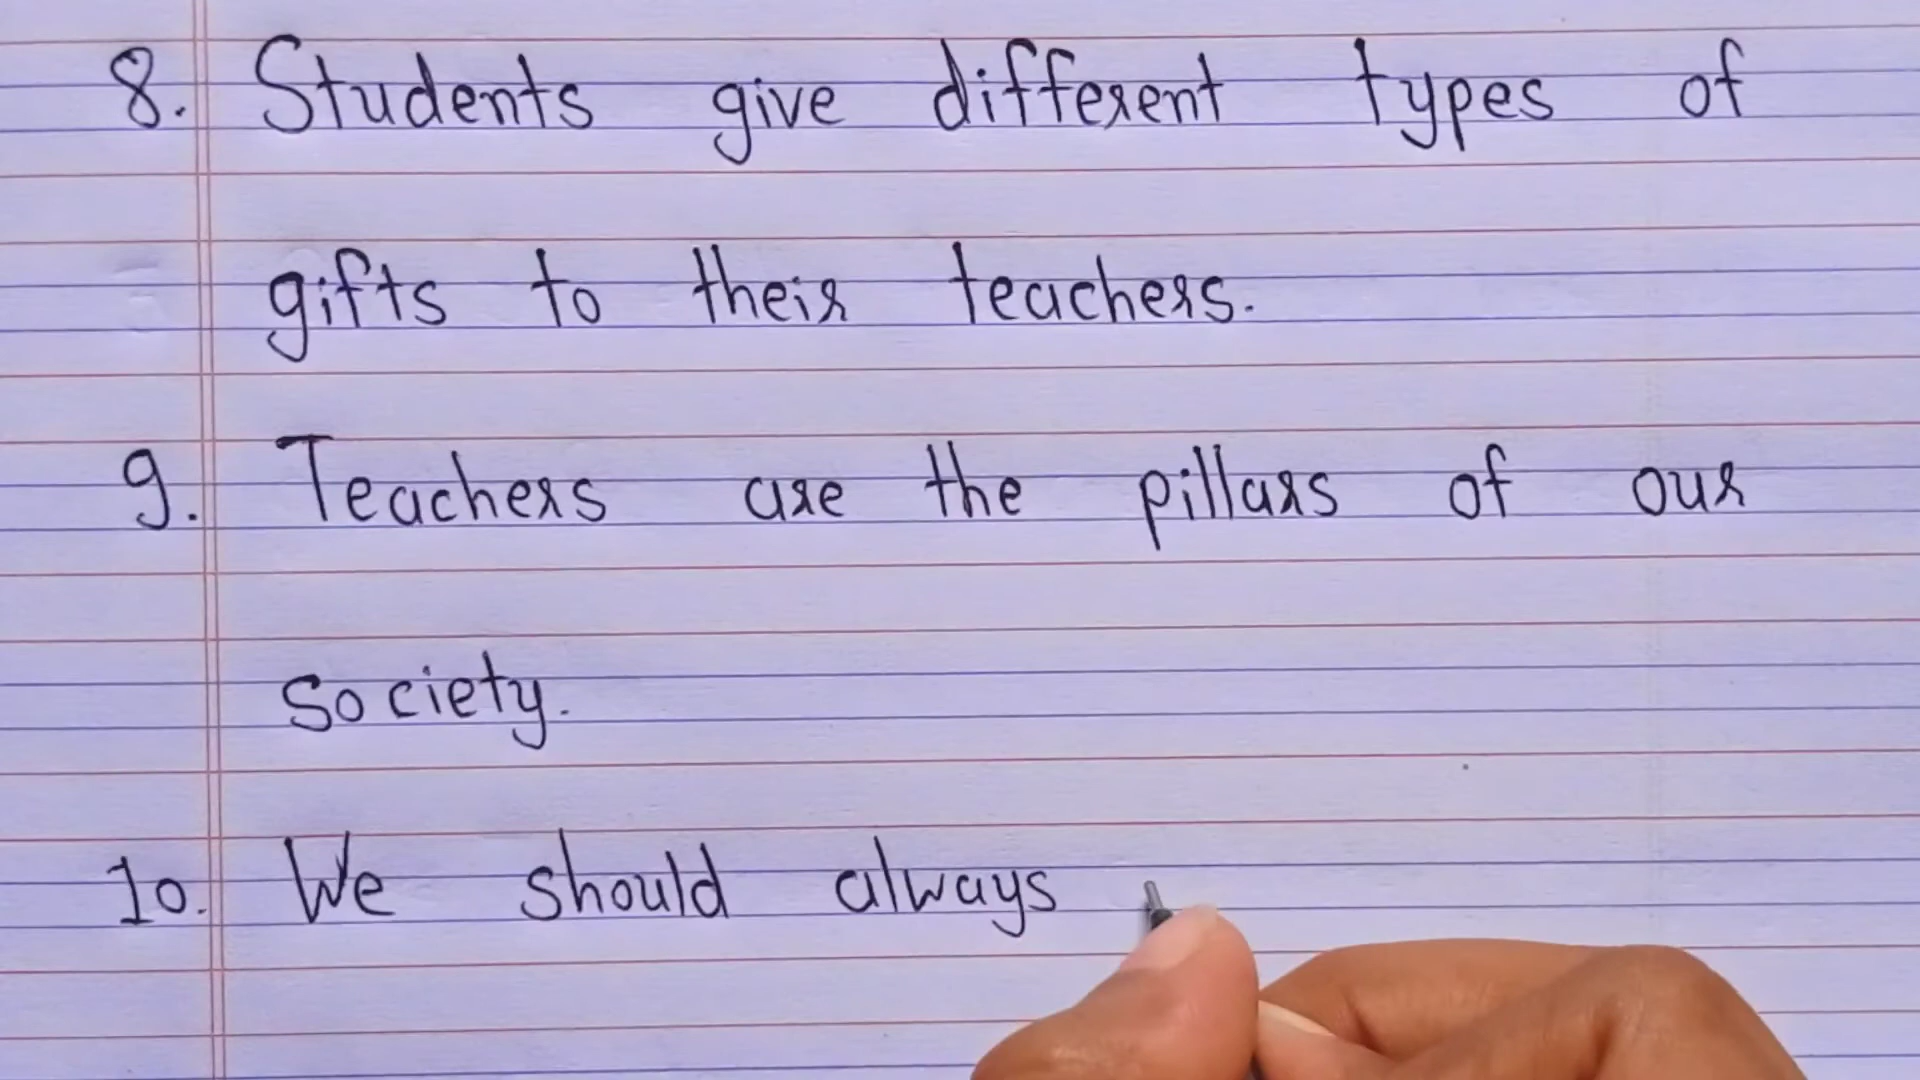 8. Students give different types of
gifts to their teachers.
9. Teachers are the pillars of our
society.
10. We should always